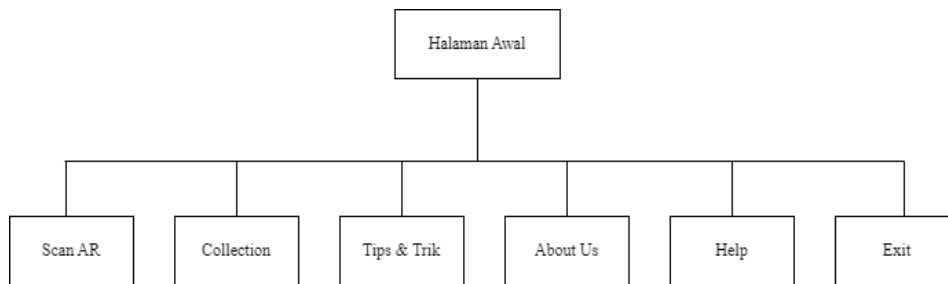 Halaman Awal
Scan AR
Collection
Tips & Trik
About Us
Help
Exit